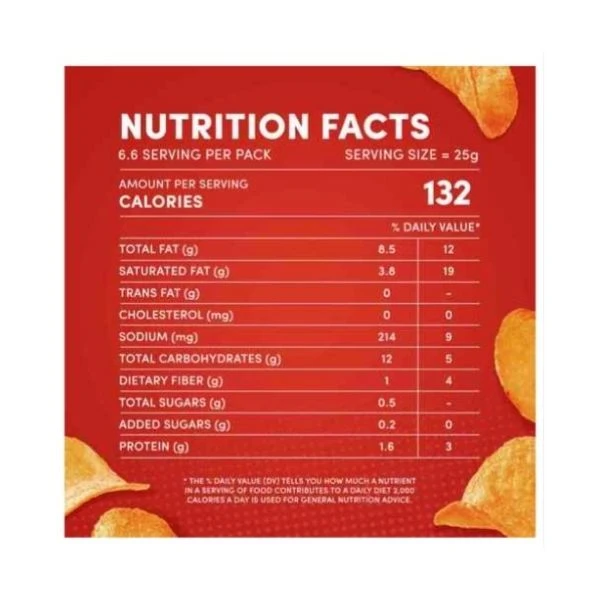 NUTRITION FACTS
6.6 SERVING PER PACK SERVING SIZE = 25g
AMOUNT PER SERVING
CALORIES 132
% DAILY VALUE*
TOTAL FAT (g) 8.5 12
SATURATED FAT (g) 3.8 19
TRANS FAT (g) 0 -
CHOLESTEROL (mg) 0 0
SODIUM (mg) 214 9
TOTAL CARBOHYDRATES (g) 12 5
DIETARY FIBER (g) 1 4
TOTAL SUGARS (g) 0.5 -
ADDED SUGARS (g) 0.2 0
PROTEIN (g) 1.6 3
* THE % DAILY VALUE (DV) TELLS YOU HOW MUCH A NUTRIENT
IN A SERVING OF FOOD CONTRIBUTES TO A DAILY DIET 2,000
CALORIES A DAY IS USED FOR GENERAL NUTRITION ADVICE.